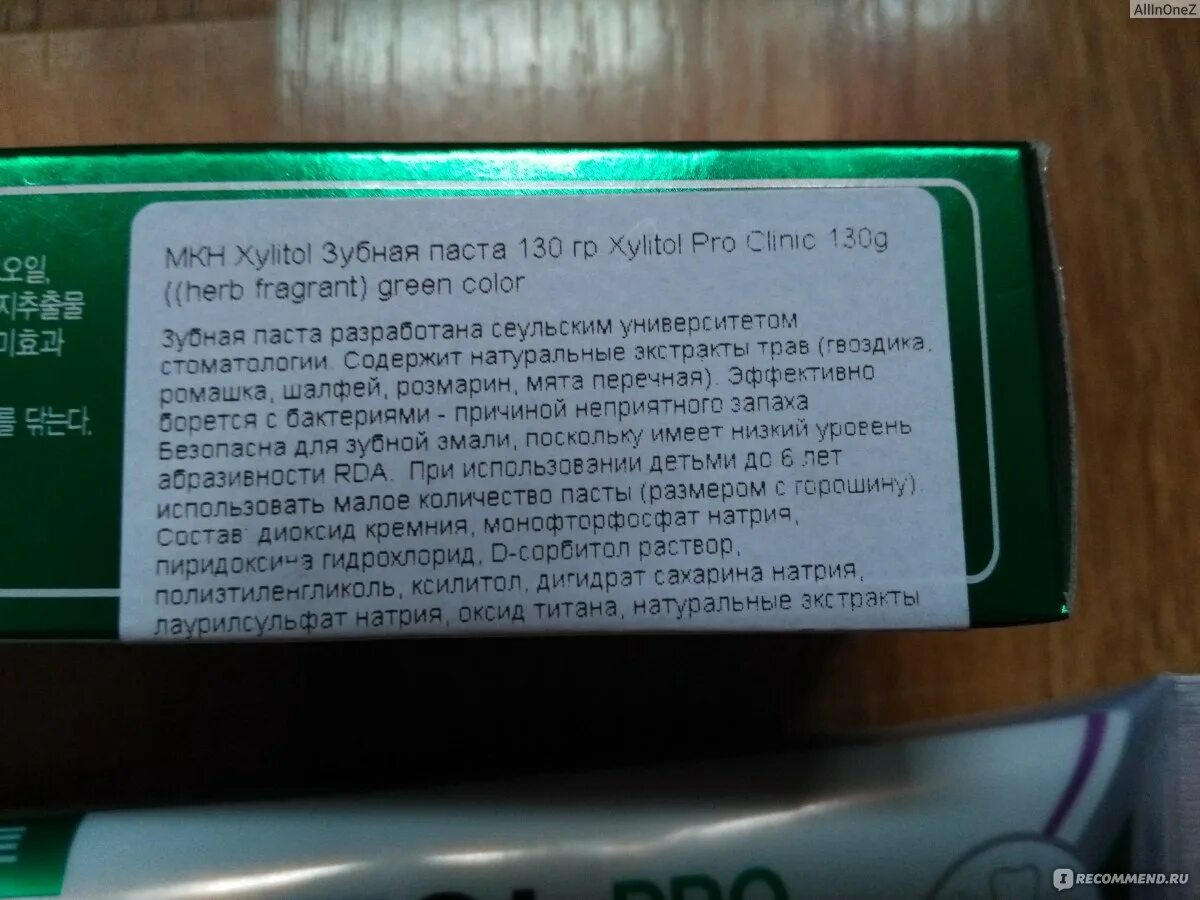 AllInOneZ
오일,
지추출물
미효과
를 닦는다.
МКН Xylitol Зубная паста 130 гр Xylitol Pro Clinic 130g
((herb fragrant) green color
Зубная паста разработана сеульским университетом
стоматологии. Содержит натуральные экстракты трав (гвоздика,
ромашка, шалфей, розмарин, мята перечная). Эффективно
борется с бактериями - причиной неприятного запаха
Безопасна для зубной эмали, поскольку имеет низкий уровень
абразивности RDA. При использовании детьми до 6 лет
использовать малое количество пасты (размером с горошину).
Состав: диоксид кремния, монофторфосфат натрия,
пиридоксина гидрохлорид, D-сорбитол раствор,
полиэтиленгликоль, ксилитол, дигидрат сахарина натрия,
лаурилсульфат натрия, оксид титана, натуральные экстракты
PRO
IRECOMMEND.RU